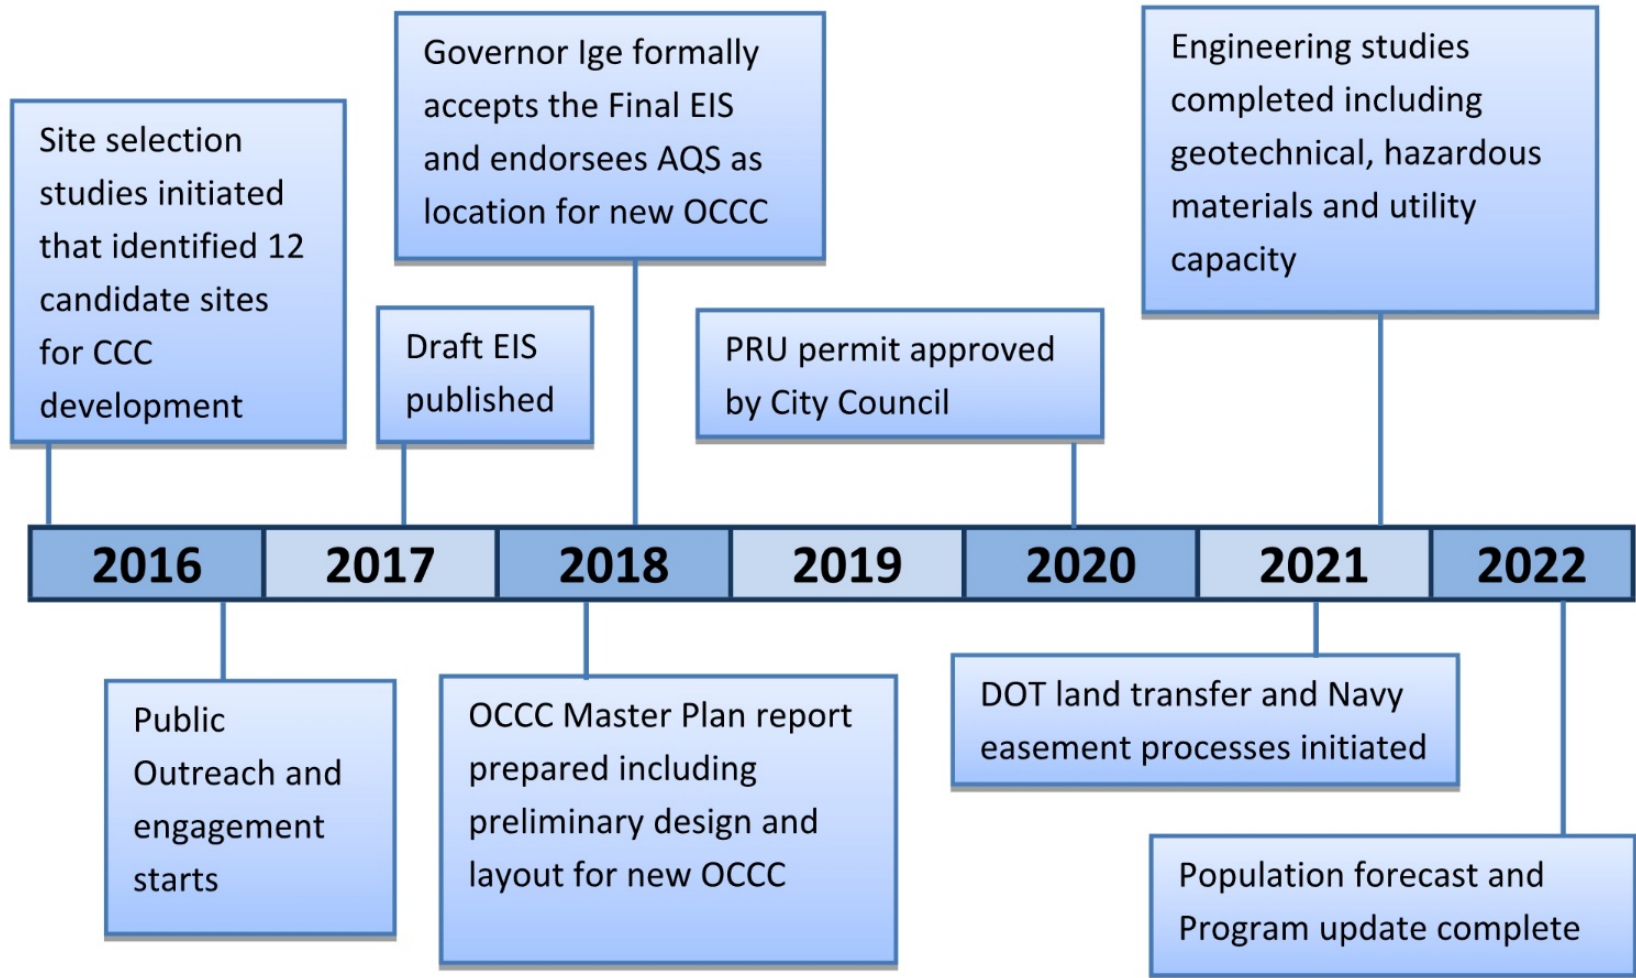 Site selection
studies initiated
that identified 12
candidate sites
for CCC
development
Governor Ige formally
accepts the Final EIS
and endorsees AQS as
location for new OCCC
Draft EIS
published
PRU permit approved
by City Council
Engineering studies
completed including
geotechnical, hazardous
materials and utility
capacity
2016 2017 2018 2019 2020 2021 2022
Public
Outreach and
engagement
starts
OCCC Master Plan report
prepared including
preliminary design and
layout for new OCCC
DOT land transfer and Navy
easement processes initiated
Population forecast and
Program update complete